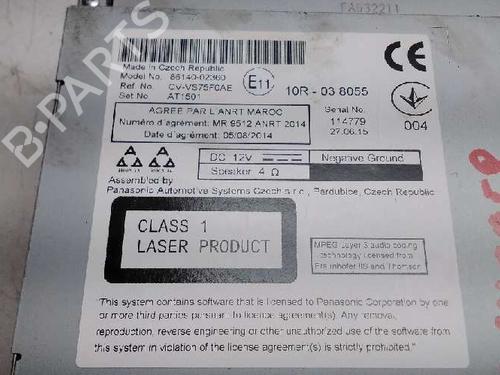 FA632211
Made in Czech Republic
Model No. 86140-02360
Ref. No. CV-VS75F0AE
Set No AT1501
E11
10R - 03 8055
CE
AGREE PAR L'ANRT MAROC
Numéro d'agrément: MR 9512 ANRT 2014
Date d'agrément: 05/08/2014
Serial No.
114779
27.06.15
004
DC 12V
Negative Ground
Speaker 4 Ω
Assembled by
Panasonic Automotive Systems Czech s.r.o., Pardubice, Czech Republic
CLASS 1
LASER PRODUCT
MPEG Layer 3 audio coding
technology licensed from
Fraunhofer IIS and Thomson
"This system contains software that is licensed to Panasonic Corporation by one
or more third parties pursuant to licence agreement(s). Any removal,
reproduction, reverse engineering or other unauthorized use of the software from
this system in violation of the license agreement(s) is strictly prohibited."
B-Parts